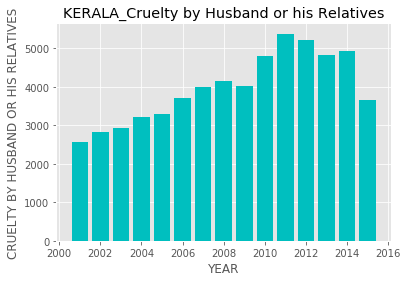 KERALA_Cruelty by Husband or his Relatives
CRUELTY BY HUSBAND OR HIS RELATIVES
5000
4000
3000
2000
1000
0
2000 2002 2004 2006 2008 2010 2012 2014 2016
YEAR